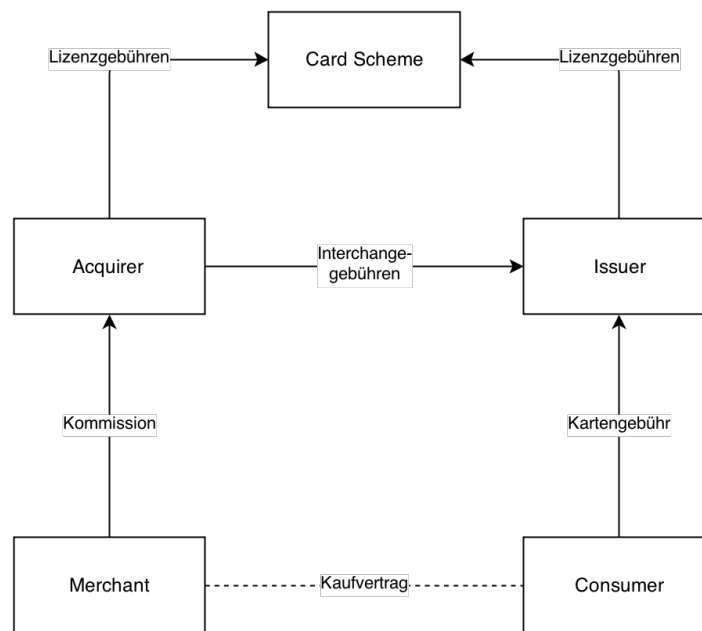 Lizenzgebühren
Card Scheme
Lizenzgebühren
Acquirer
Interchange-
gebühren
Issuer
Kommission
Kartengebühr
Merchant
Kaufvertrag
Consumer